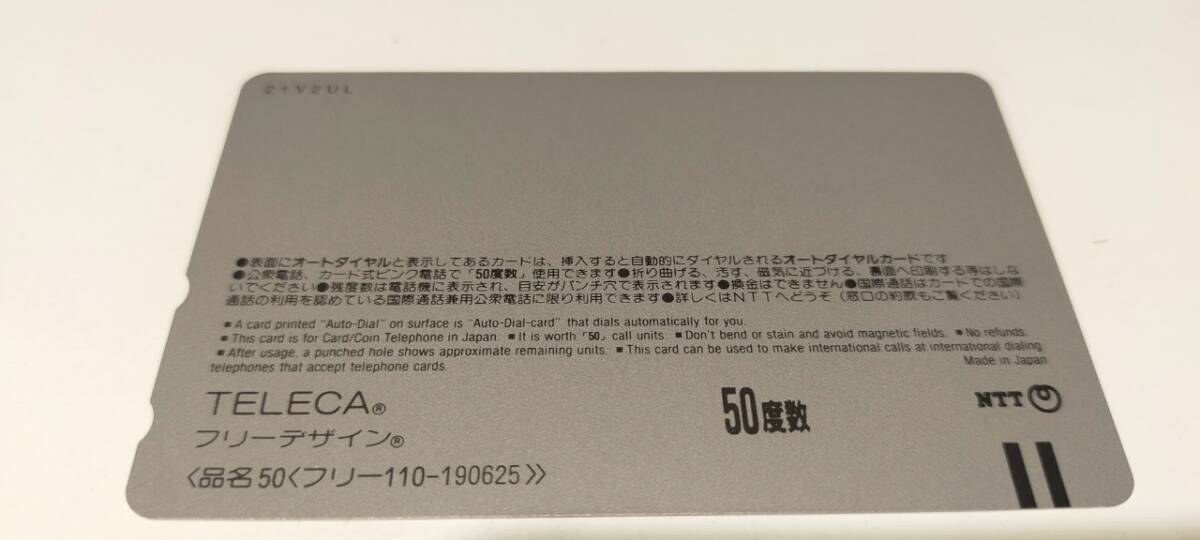 ●表面にオートダイヤルと表示してあるカードは、挿入すると自動的にダイヤルされるオートダイヤルカードです
●公衆電話、カード式ピンク電話で「50度数」使用できます●折り曲げる、汚す、磁気に近づける、裏面へ印刷する等はしな
いでください●残度数は電話機に表示され、目安がパンチ穴で表示されます●換金はできません●国際通話はカードでの国際
通話の利用を認めている国際通話兼用公衆電話に限り利用できます●詳しくはNTTへどうぞ（窓口の約款もご覧ください）
■ A card printed "Auto-Dial" on surface is "Auto-Dial-card" that dials automatically for you.
■ This card is for Card/Coin Telephone in Japan. ■ It is worth「50」call units. ■ Don't bend or stain and avoid magnetic fields. ■ No refunds.
■ After usage, a punched hole shows approximate remaining units. ■ This card can be used to make international calls at international dialing
telephones that accept telephone cards.
Made in Japan
TELECA®
50度数
NTT
フリーデザイン®
〈品名50〈フリー110-190625〉〉